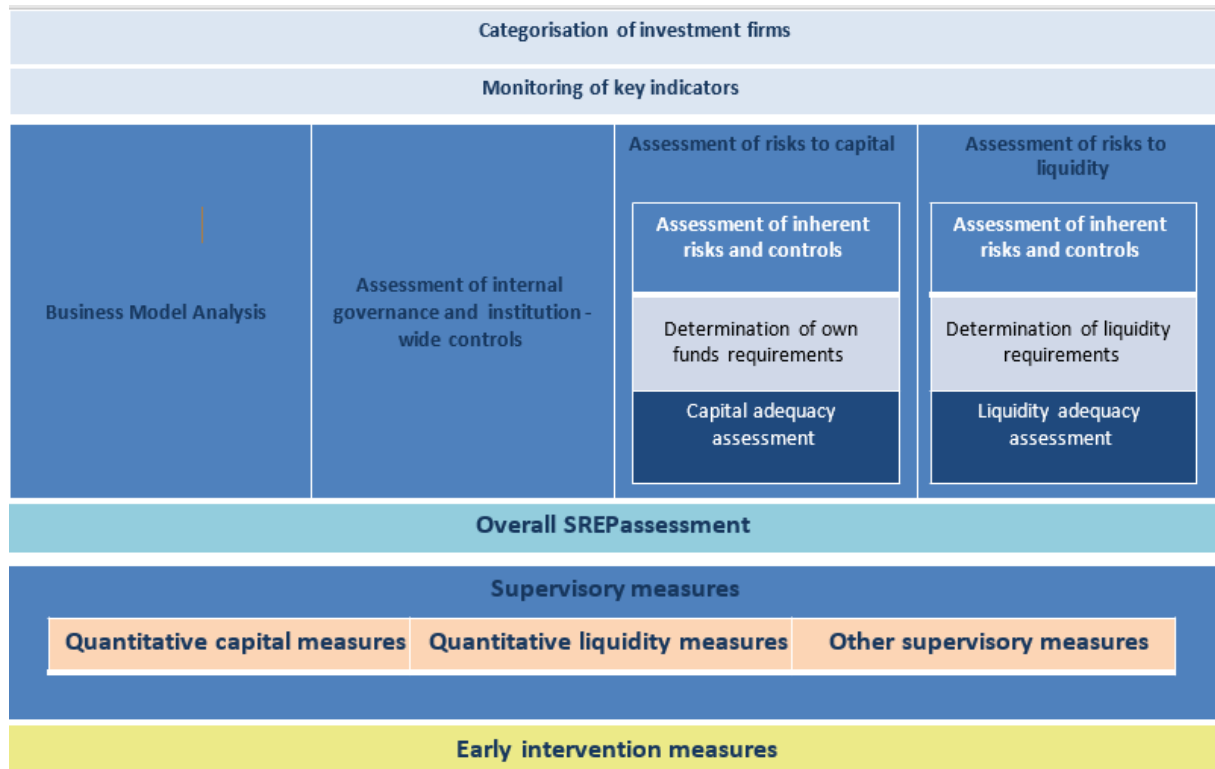 Categorisation of investment firms
Monitoring of key indicators
Business Model Analysis
Assessment of internal
governance and institution -
wide controls
Assessment of risks to capital
Assessment of inherent
risks and controls
Determination of own
funds requirements
Capital adequacy
assessment
Assessment of risks to
liquidity
Assessment of inherent
risks and controls
Determination of liquidity
requirements
Liquidity adequacy
assessment
Overall SREPassessment
Supervisory measures
Quantitative capital measures
Quantitative liquidity measures
Other supervisory measures
Early intervention measures